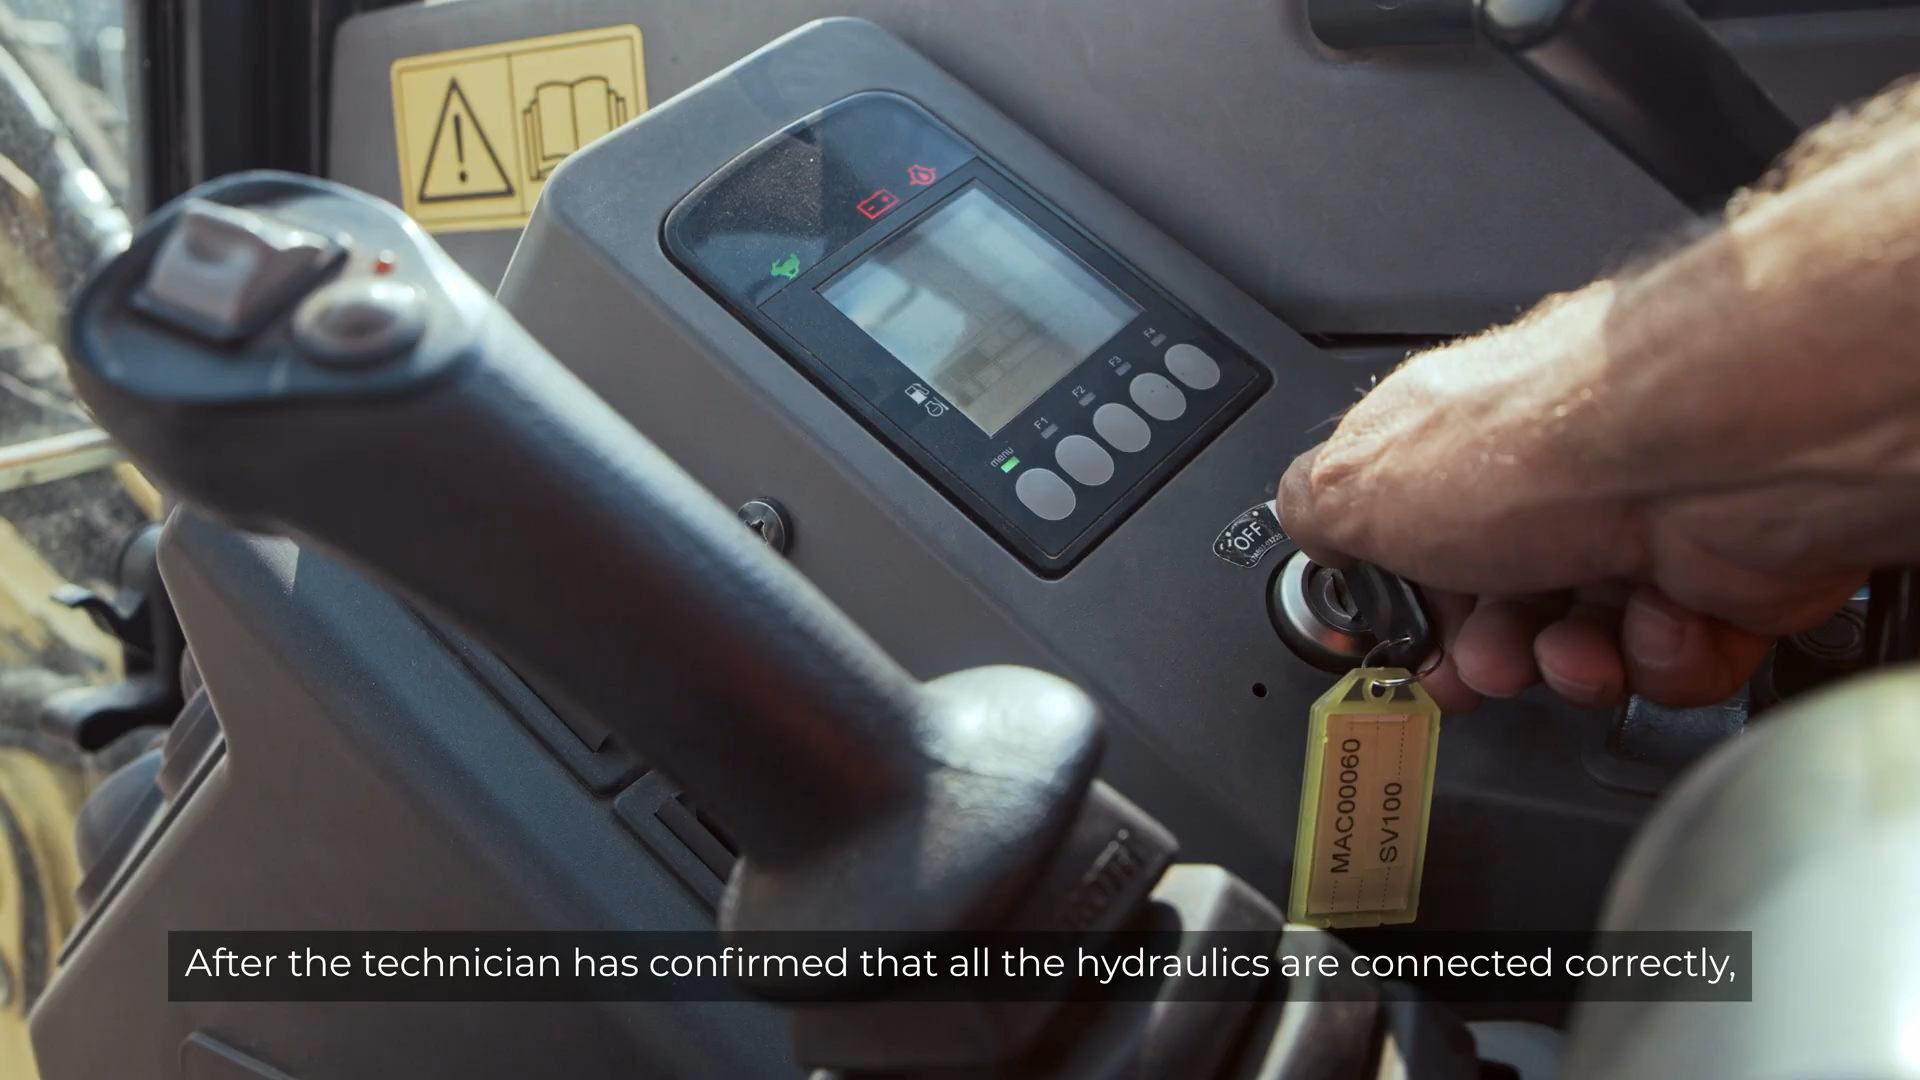 F4
F3
F2
F1
menu
OFF
MAC00060
SV100
After the technician has confirmed that all the hydraulics are connected correctly,